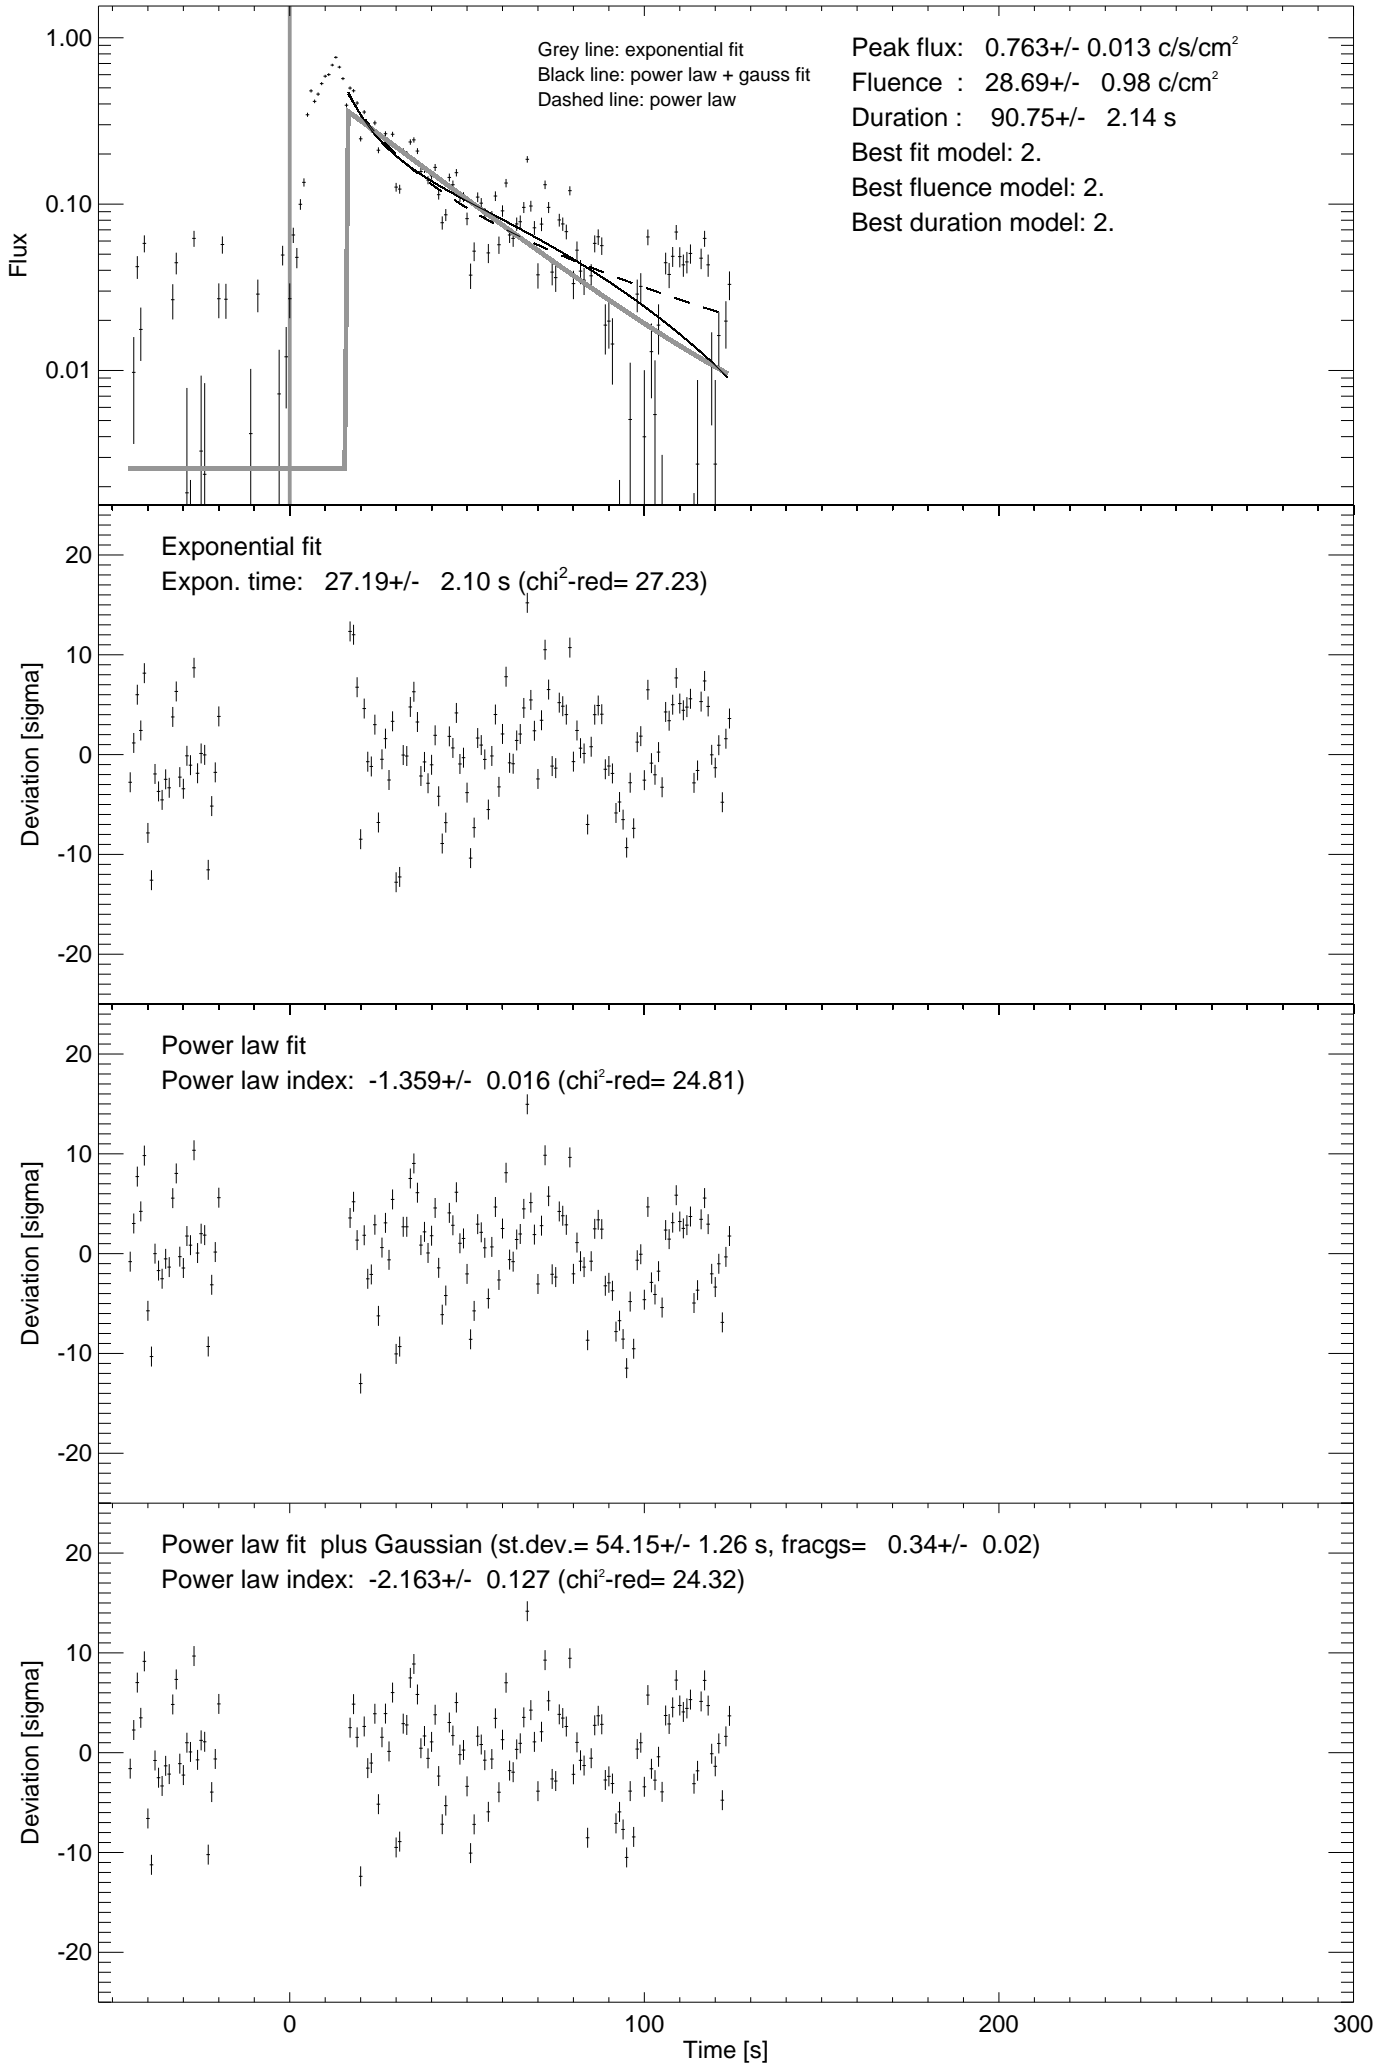 1.00
0.10
0.01
Flux
Grey line: exponential fit
Black line: power law + gauss fit
Dashed line: power law
Peak flux: 0.763+/- 0.013 c/s/cm²
Fluence : 28.69+/- 0.98 c/cm²
Duration : 90.75+/- 2.14 s
Best fit model: 2.
Best fluence model: 2.
Best duration model: 2.
20
10
0
-10
-20
Deviation [sigma]
Exponential fit
Expon. time: 27.19+/- 2.10 s (chi²-red= 27.23)
20
10
0
-10
-20
Deviation [sigma]
Power law fit
Power law index: -1.359+/- 0.016 (chi²-red= 24.81)
20
10
0
-10
-20
Deviation [sigma]
Power law fit plus Gaussian (st.dev.= 54.15+/- 1.26 s, fracgs= 0.34+/- 0.02)
Power law index: -2.163+/- 0.127 (chi²-red= 24.32)
0 100 200 300
Time [s]